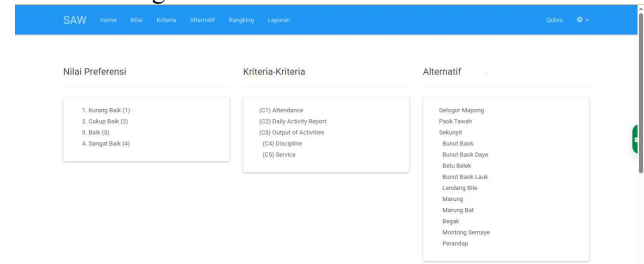 SAW Home Nilai Kriteria Alternatif Rangking Laporan Qubro
Nilai Preferensi
1. Kurang Baik (1)
2. Cukup Baik (2)
3. Baik (3)
4. Sangat Baik (4)
Kriteria-Kriteria
(C1) Attendance
(C2) Daily Activity Report
(C3) Output of Activities
(C4) Discipline
(C5) Service
Alternatif
Gelogor Mapong
Paok Tawah
Sekunyit
Bunut Baok
Bunut Baok Daye
Betu Belek
Bunut Baok Lauk
Lendang Bile
Marung
Marung Bat
Begak
Montong Semaye
Perandap